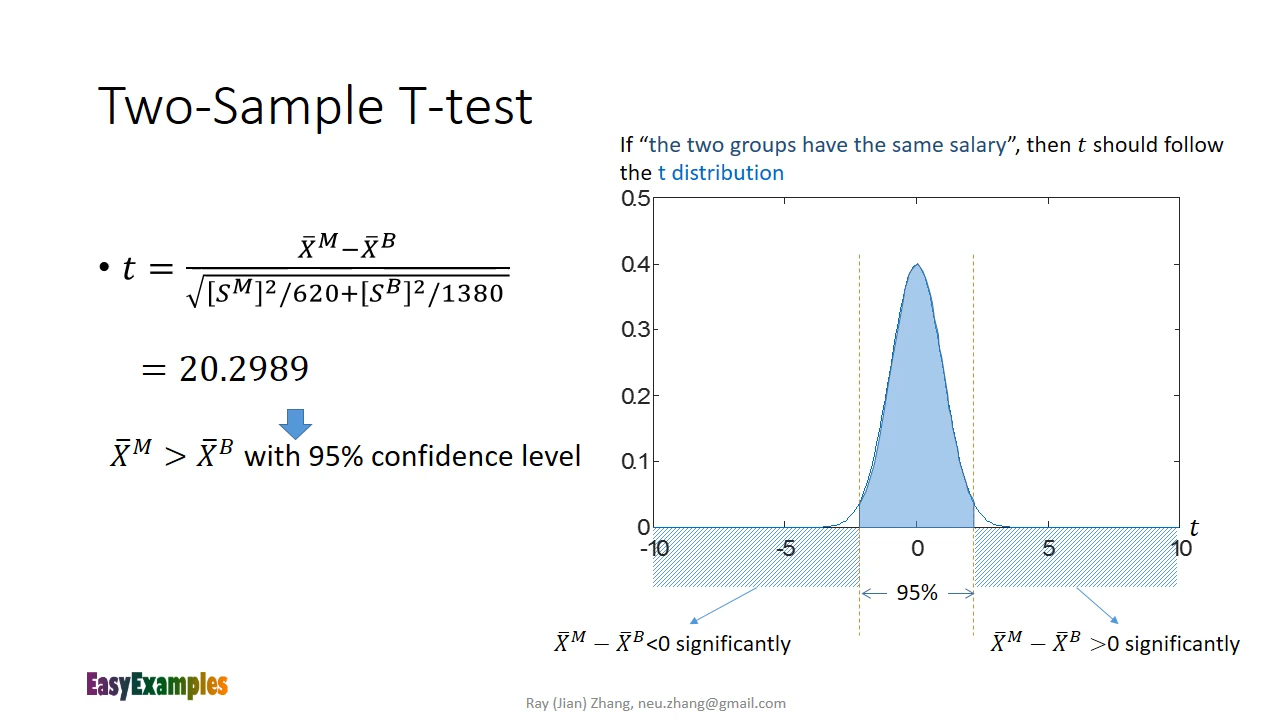 Two-Sample T-test
If “the two groups have the same salary”, then t should follow
the t distribution
• t = (X̄ᴹ−X̄ᴮ) / √([Sᴹ]²/620+[Sᴮ]²/1380)
= 20.2989
X̄ᴹ > X̄ᴮ with 95% confidence level
0.5
0.4
0.3
0.2
0.1
0
-10 -5 0 5 10
t
95%
X̄ᴹ − X̄ᴮ<0 significantly
X̄ᴹ − X̄ᴮ >0 significantly
EasyExamples
Ray (Jian) Zhang, neu.zhang@gmail.com